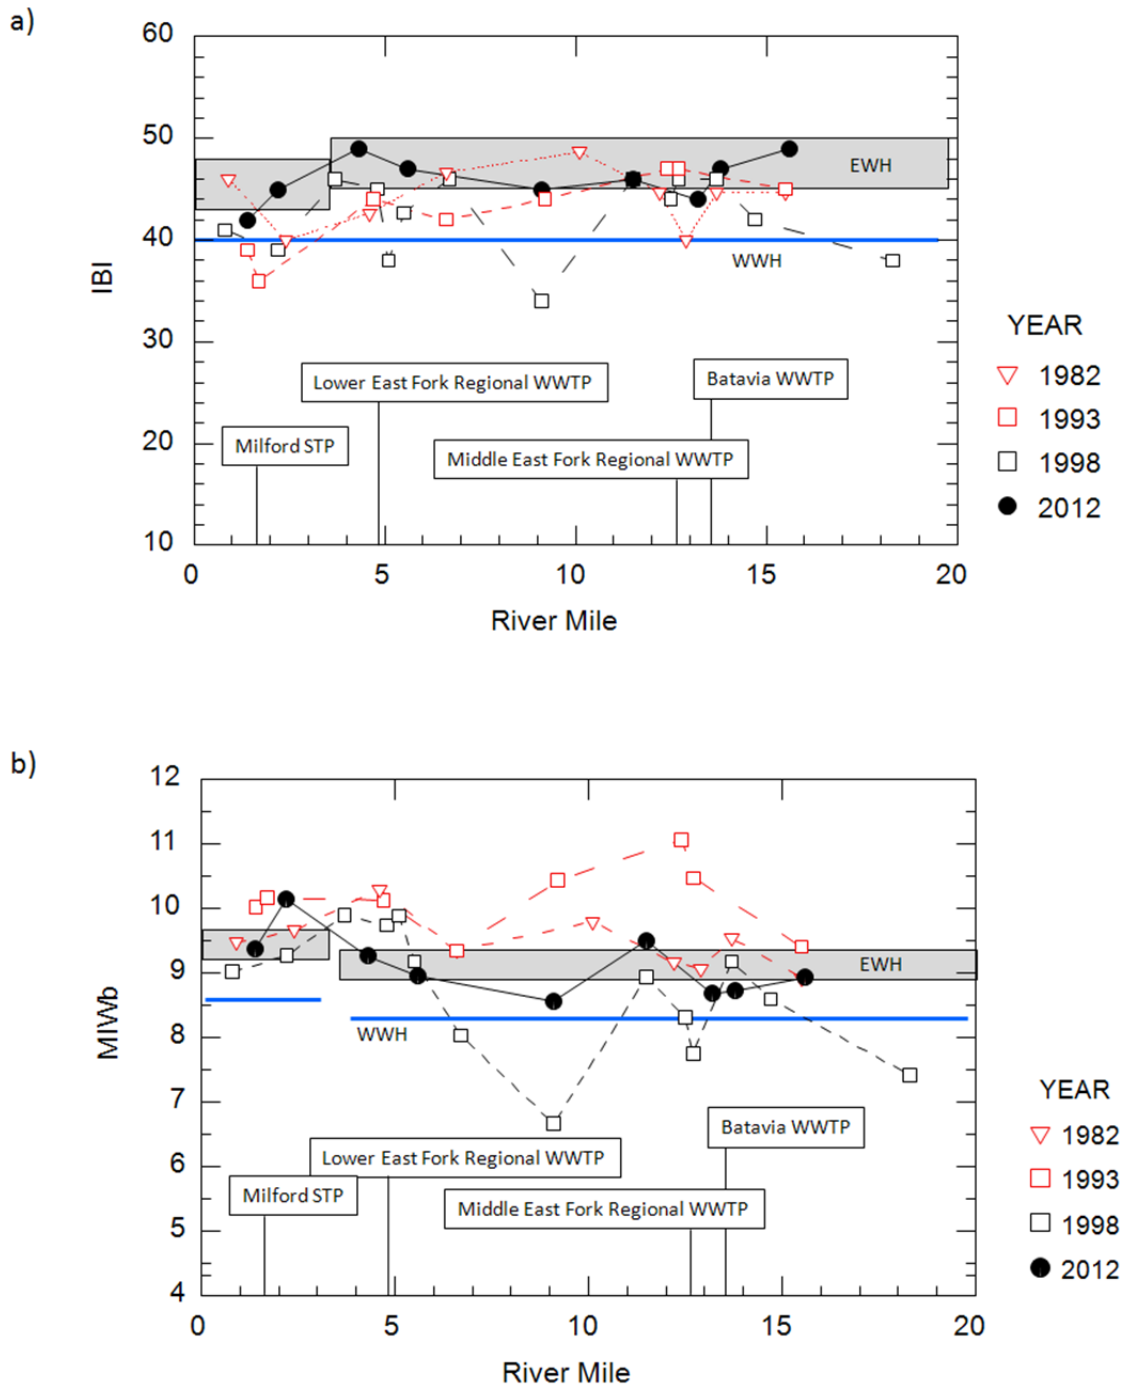 a)
60
50
40
30
20
10
IBI
EWH
WWH
Lower East Fork Regional WWTP
Batavia WWTP
Milford STP
Middle East Fork Regional WWTP
0
5
10
15
20
River Mile
YEAR
1982
1993
1998
2012
b)
12
11
10
9
8
7
6
5
4
MIWb
EWH
WWH
Batavia WWTP
Lower East Fork Regional WWTP
Milford STP
Middle East Fork Regional WWTP
0
5
10
15
20
River Mile
YEAR
1982
1993
1998
2012